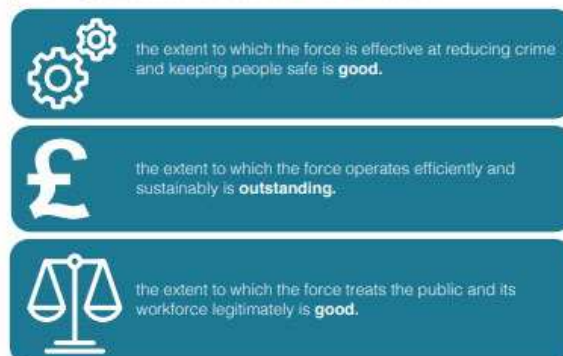 the extent to which the force is effective at reducing crime
and keeping people safe is good.
£
the extent to which the force operates efficiently and
sustainably is outstanding.
the extent to which the force treats the public and its
workforce legitimately is good.